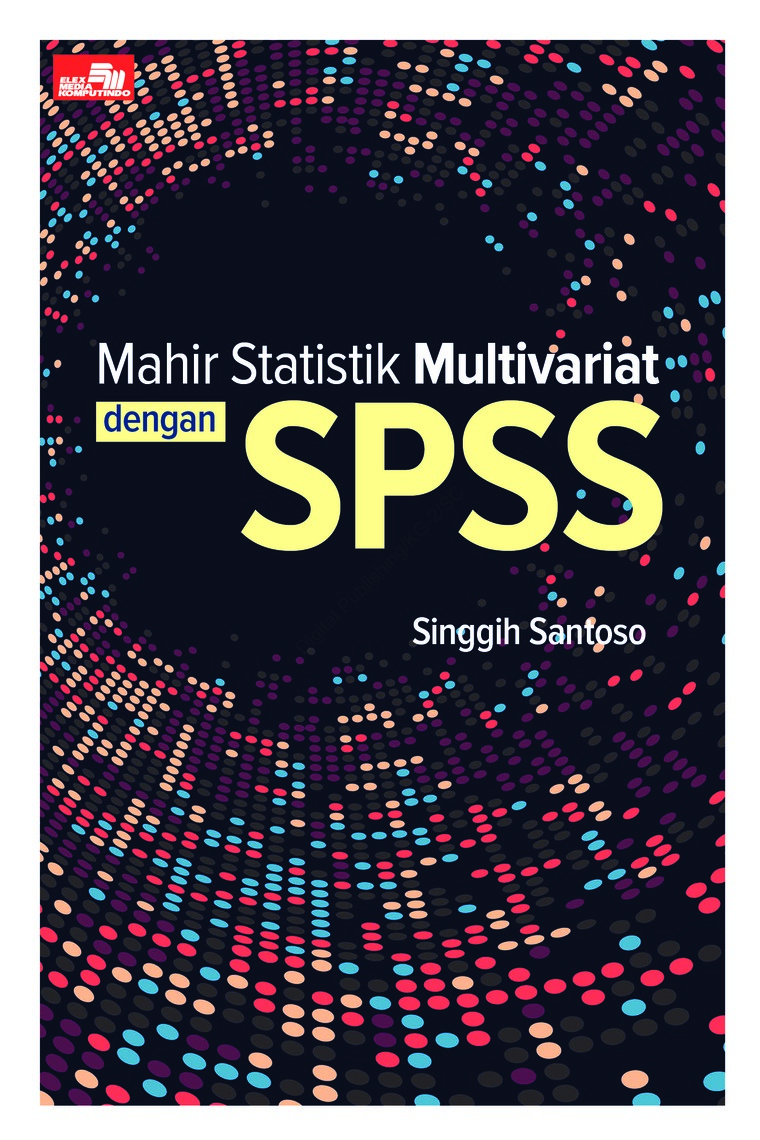 ELEX
MEDIA
KOMPUTINDO
Mahir Statistik Multivariat
dengan
SPSS
Singgih Santoso